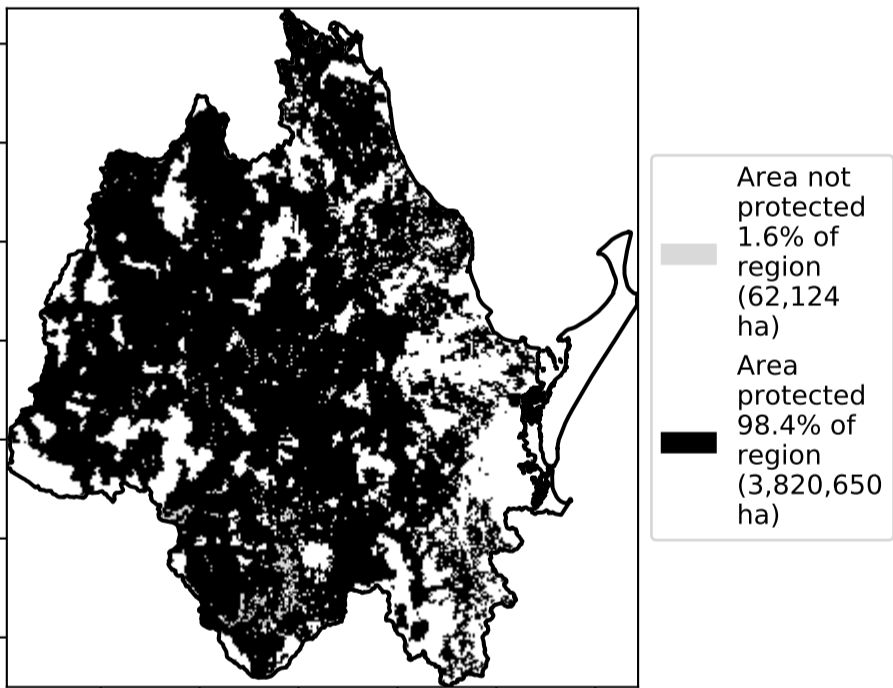 Area not
protected
1.6% of
region
(62,124
ha)
Area
protected
98.4% of
region
(3,820,650
ha)